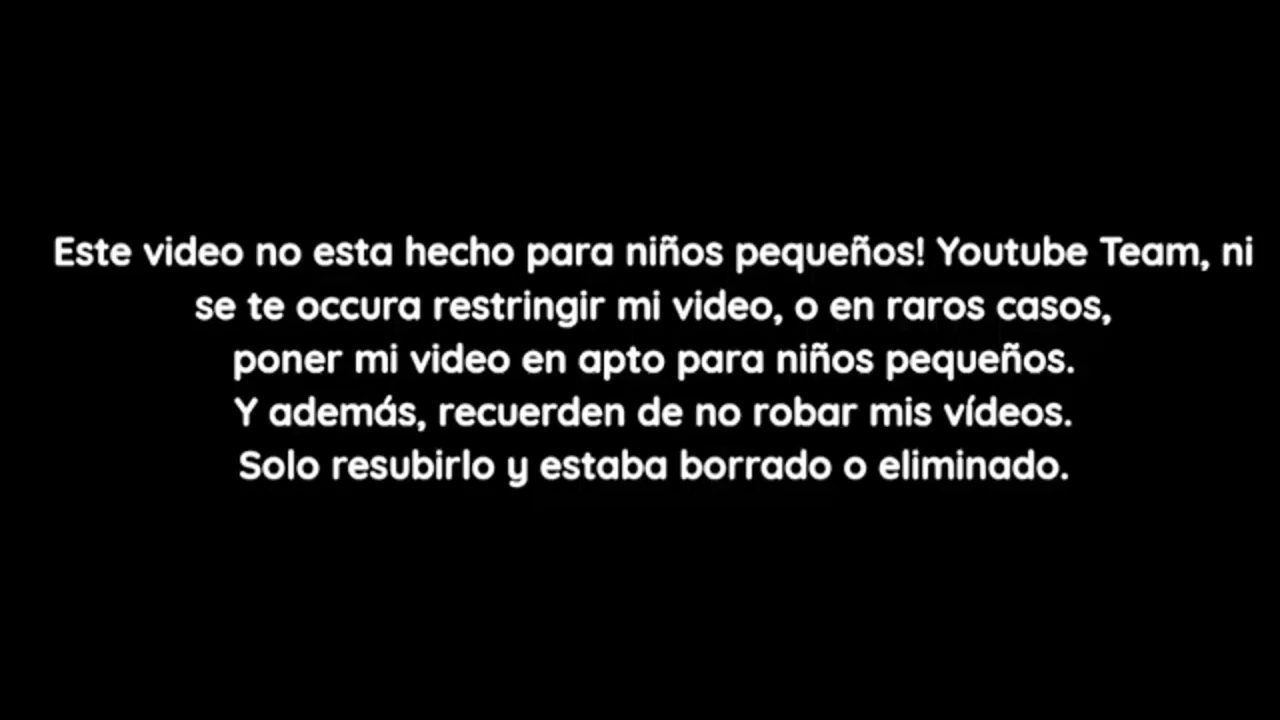 Este video no esta hecho para niños pequeños! Youtube Team, ni
se te occura restringir mi video, o en raros casos,
poner mi video en apto para niños pequeños.
Y además, recuerden de no robar mis vídeos.
Solo resubirlo y estaba borrado o eliminado.